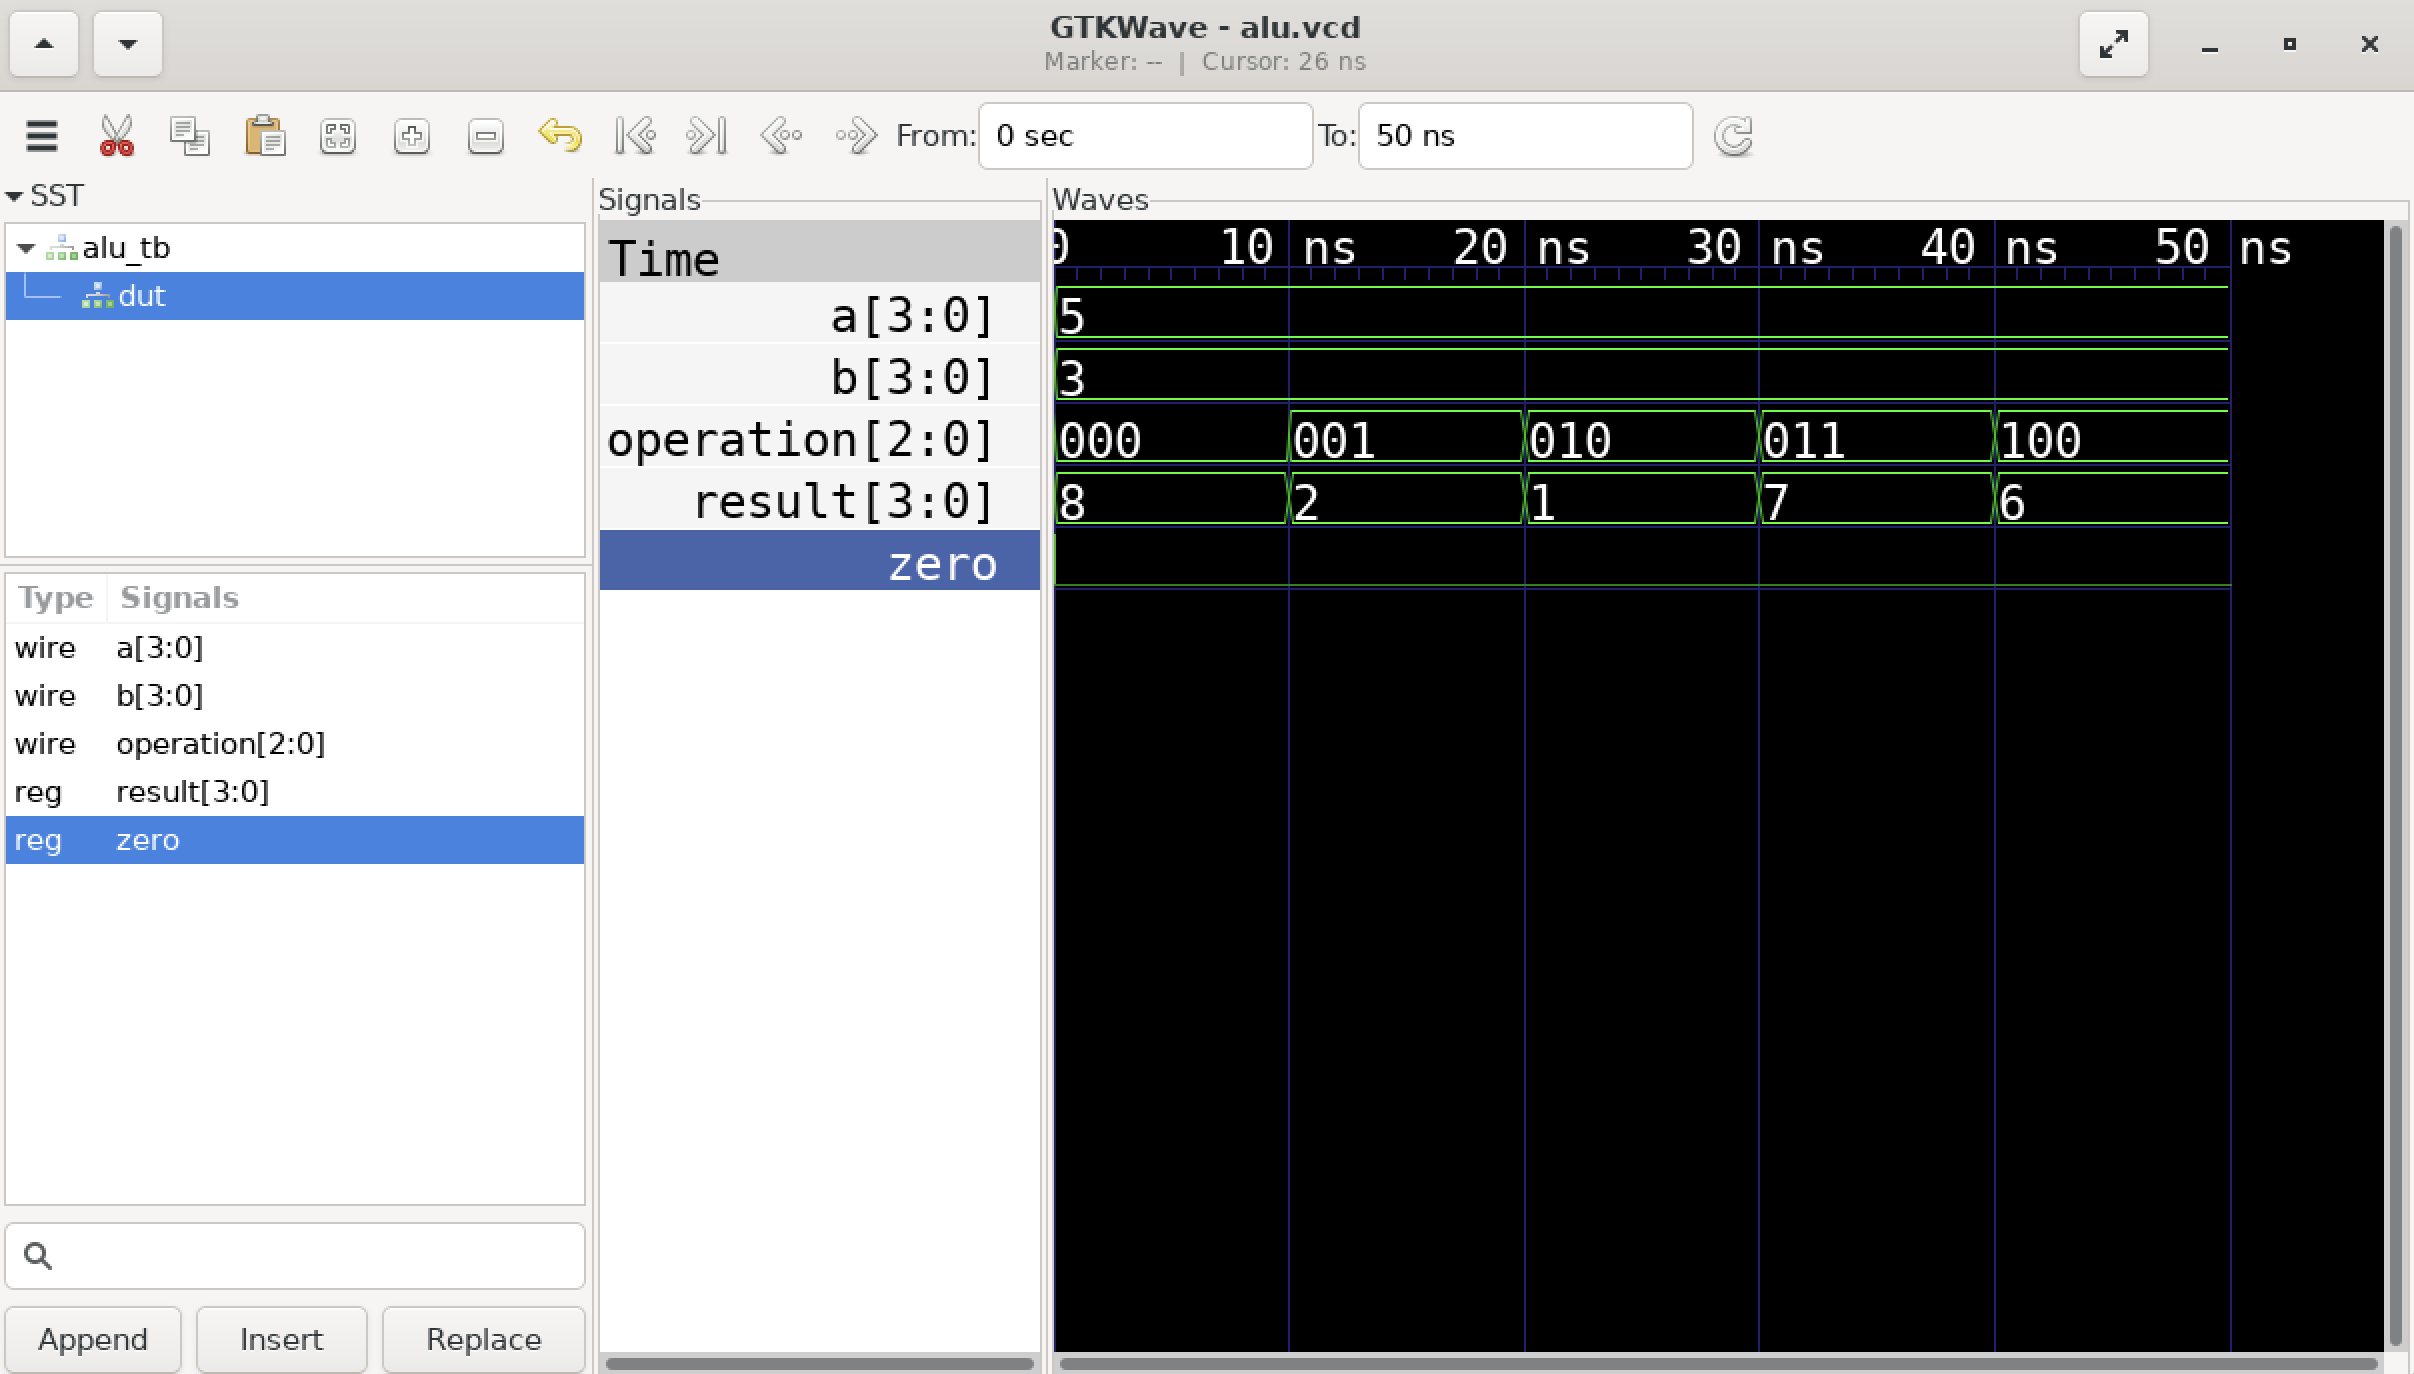 GTKWave - alu.vcd
Marker: -- | Cursor: 26 ns
From: 0 sec To: 50 ns
SST
alu_tb
dut
Type Signals
wire a[3:0]
wire b[3:0]
wire operation[2:0]
reg result[3:0]
reg zero
Append Insert Replace
Signals
Time
a[3:0]
b[3:0]
operation[2:0]
result[3:0]
zero
Waves
0 10 ns 20 ns 30 ns 40 ns 50 ns
5
3
000 001 010 011 100
8 2 1 7 6